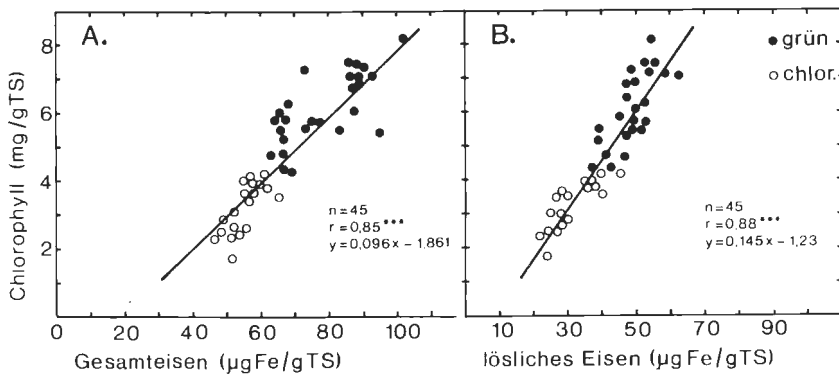 A.
B.
● grün
○ chlor.
Chlorophyll (mg/gTS)
8
6
4
2
n=45
r=0,85***
y=0,096x−1,861
n=45
r=0,88***
y=0,145x−1,23
0 20 40 60 80 100
10 30 50 70 90
Gesamteisen (µgFe/gTS)
lösliches Eisen (µgFe/gTS)